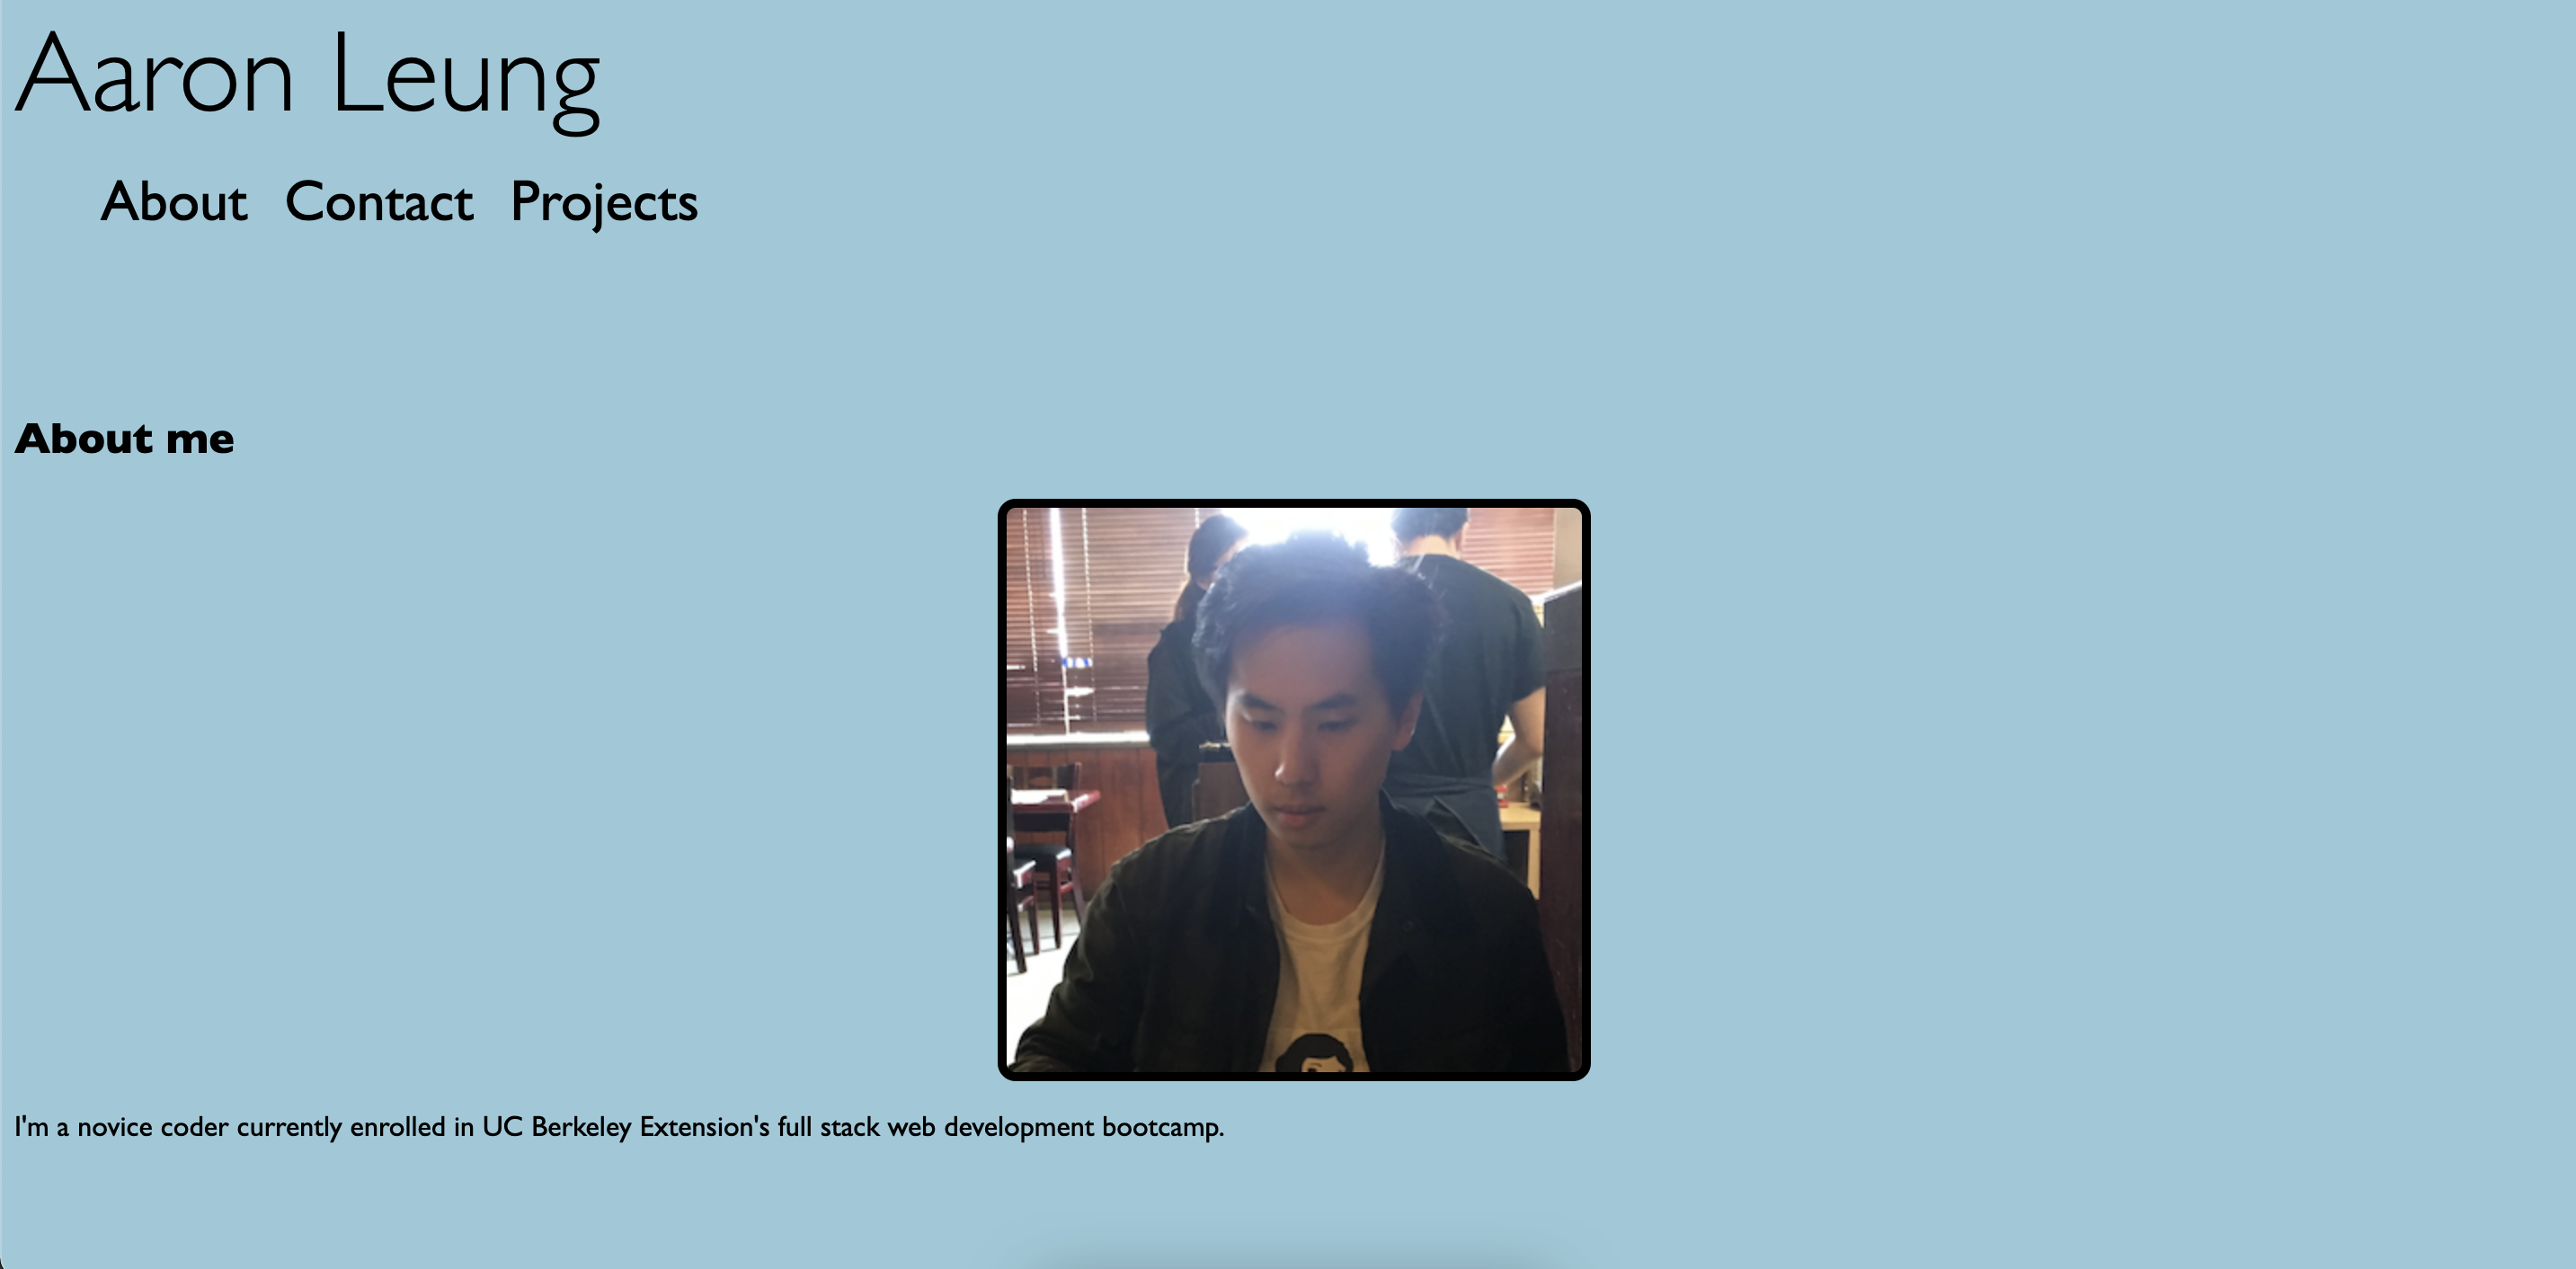 Aaron Leung
About Contact Projects
About me
I'm a novice coder currently enrolled in UC Berkeley Extension's full stack web development bootcamp.